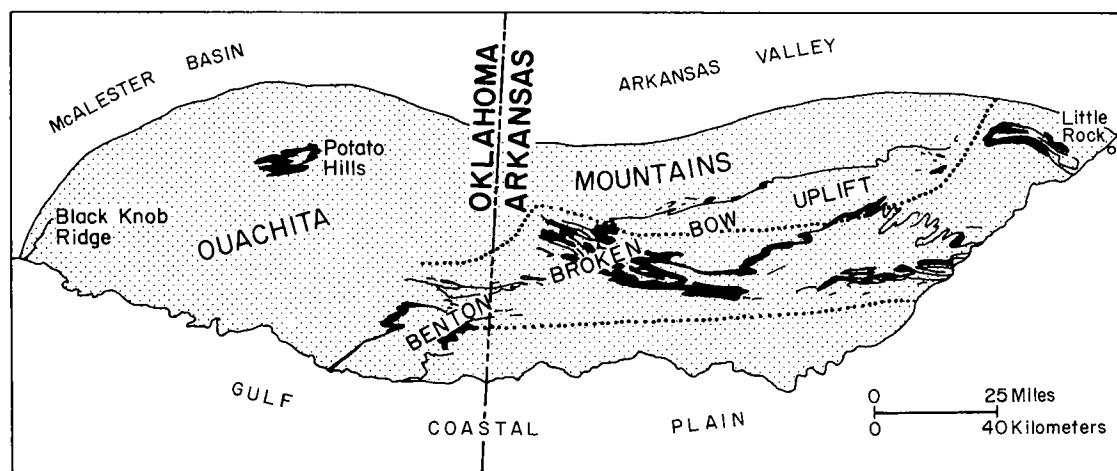 McALESTER BASIN
ARKANSAS VALLEY
OKLAHOMA
ARKANSAS
Little
Rock
Potato
Hills
MOUNTAINS
UPLIFT
Black Knob
Ridge
OUACHITA
BOW
BROKEN
BENTON
GULF
COASTAL
PLAIN
0 25 Miles
0 40 Kilometers